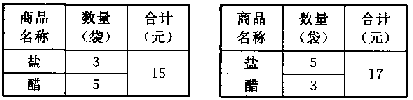 商品名称 数量（袋） 合计（元）
盐 3 15
醋 5
商品名称 数量（袋） 合计（元）
盐 5 17
醋 3